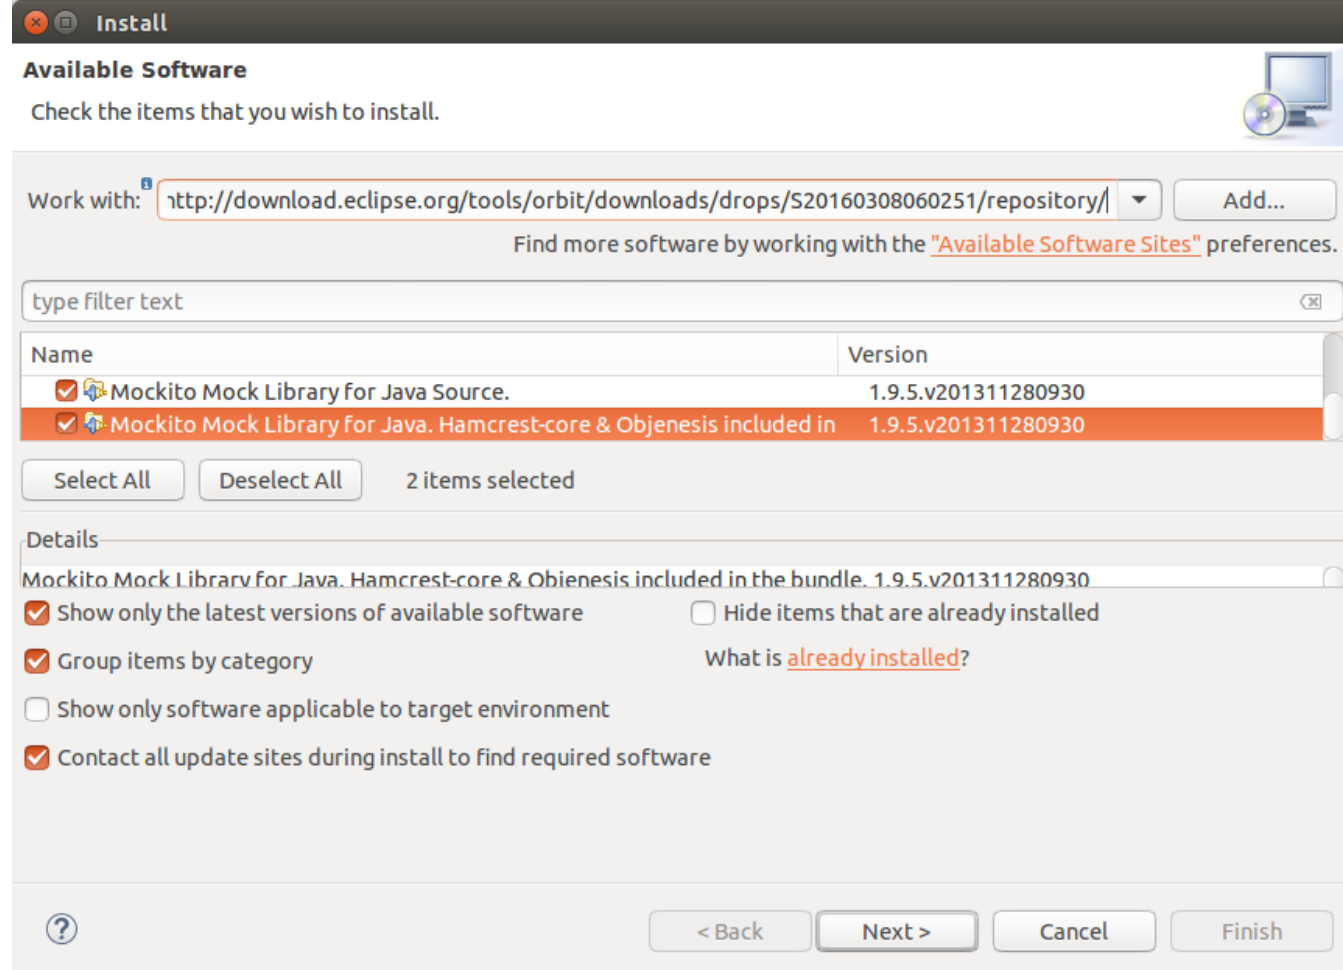 Install
Available Software
Check the items that you wish to install.
Work with: http://download.eclipse.org/tools/orbit/downloads/drops/S20160308060251/repository/ Add...
Find more software by working with the "Available Software Sites" preferences.
type filter text
Name Version
Mockito Mock Library for Java Source. 1.9.5.v201311280930
Mockito Mock Library for Java. Hamcrest-core & Objenesis included in 1.9.5.v201311280930
Select All Deselect All 2 items selected
Details
Mockito Mock Library for Java. Hamcrest-core & Objenesis included in the bundle. 1.9.5.v201311280930
Show only the latest versions of available software Hide items that are already installed
Group items by category What is already installed?
Show only software applicable to target environment
Contact all update sites during install to find required software
? < Back Next > Cancel Finish